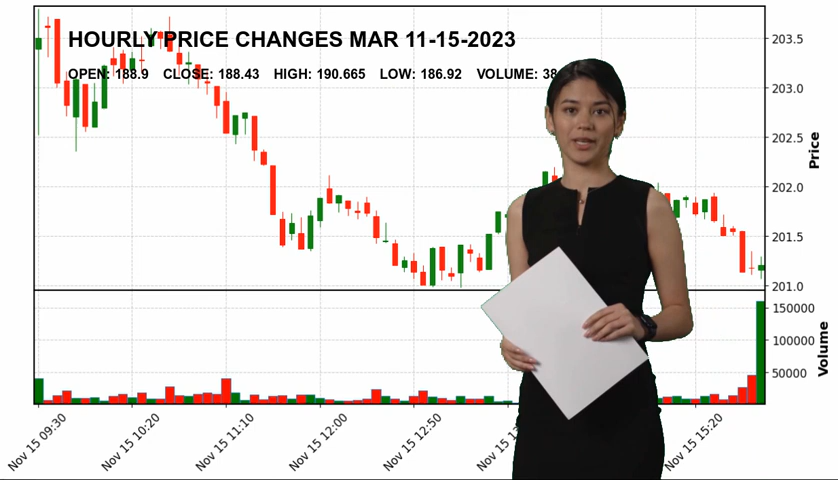 HOURLY PRICE CHANGES MAR 11-15-2023
OPEN: 188.9 CLOSE: 188.43 HIGH: 190.665 LOW: 186.92 VOLUME: 38
203.5
203.0
202.5
202.0
201.5
201.0
Price
150000
100000
50000
Volume
Nov 15 09:30
Nov 15 10:20
Nov 15 11:10
Nov 15 12:00
Nov 15 12:50
Nov 15 15:20